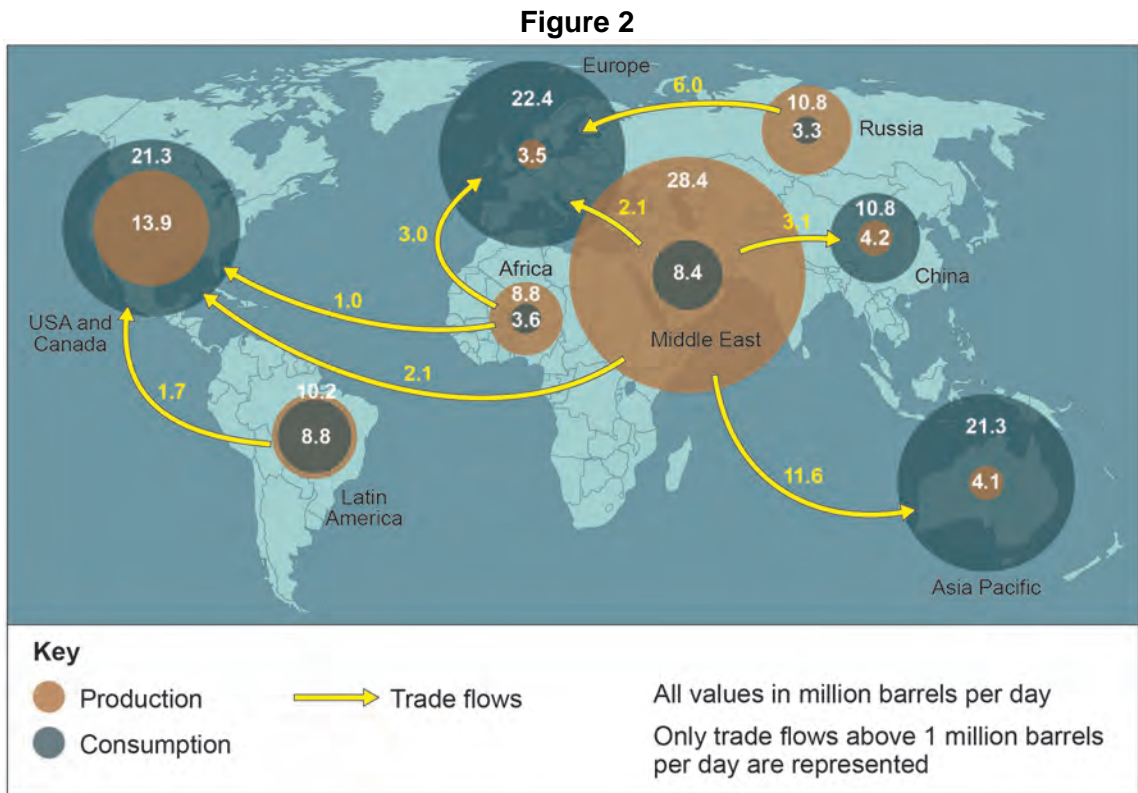 Figure 2
Europe
22.4
3.5
6.0
10.8
3.3
Russia
21.3
13.9
USA and
Canada
28.4
2.1
3.1
8.4
Middle East
10.8
4.2
China
3.0
Africa
8.8
3.6
1.0
2.1
1.7
10.2
8.8
Latin
America
11.6
21.3
4.1
Asia Pacific
Key
Production
Consumption
Trade flows
All values in million barrels per day
Only trade flows above 1 million barrels
per day are represented